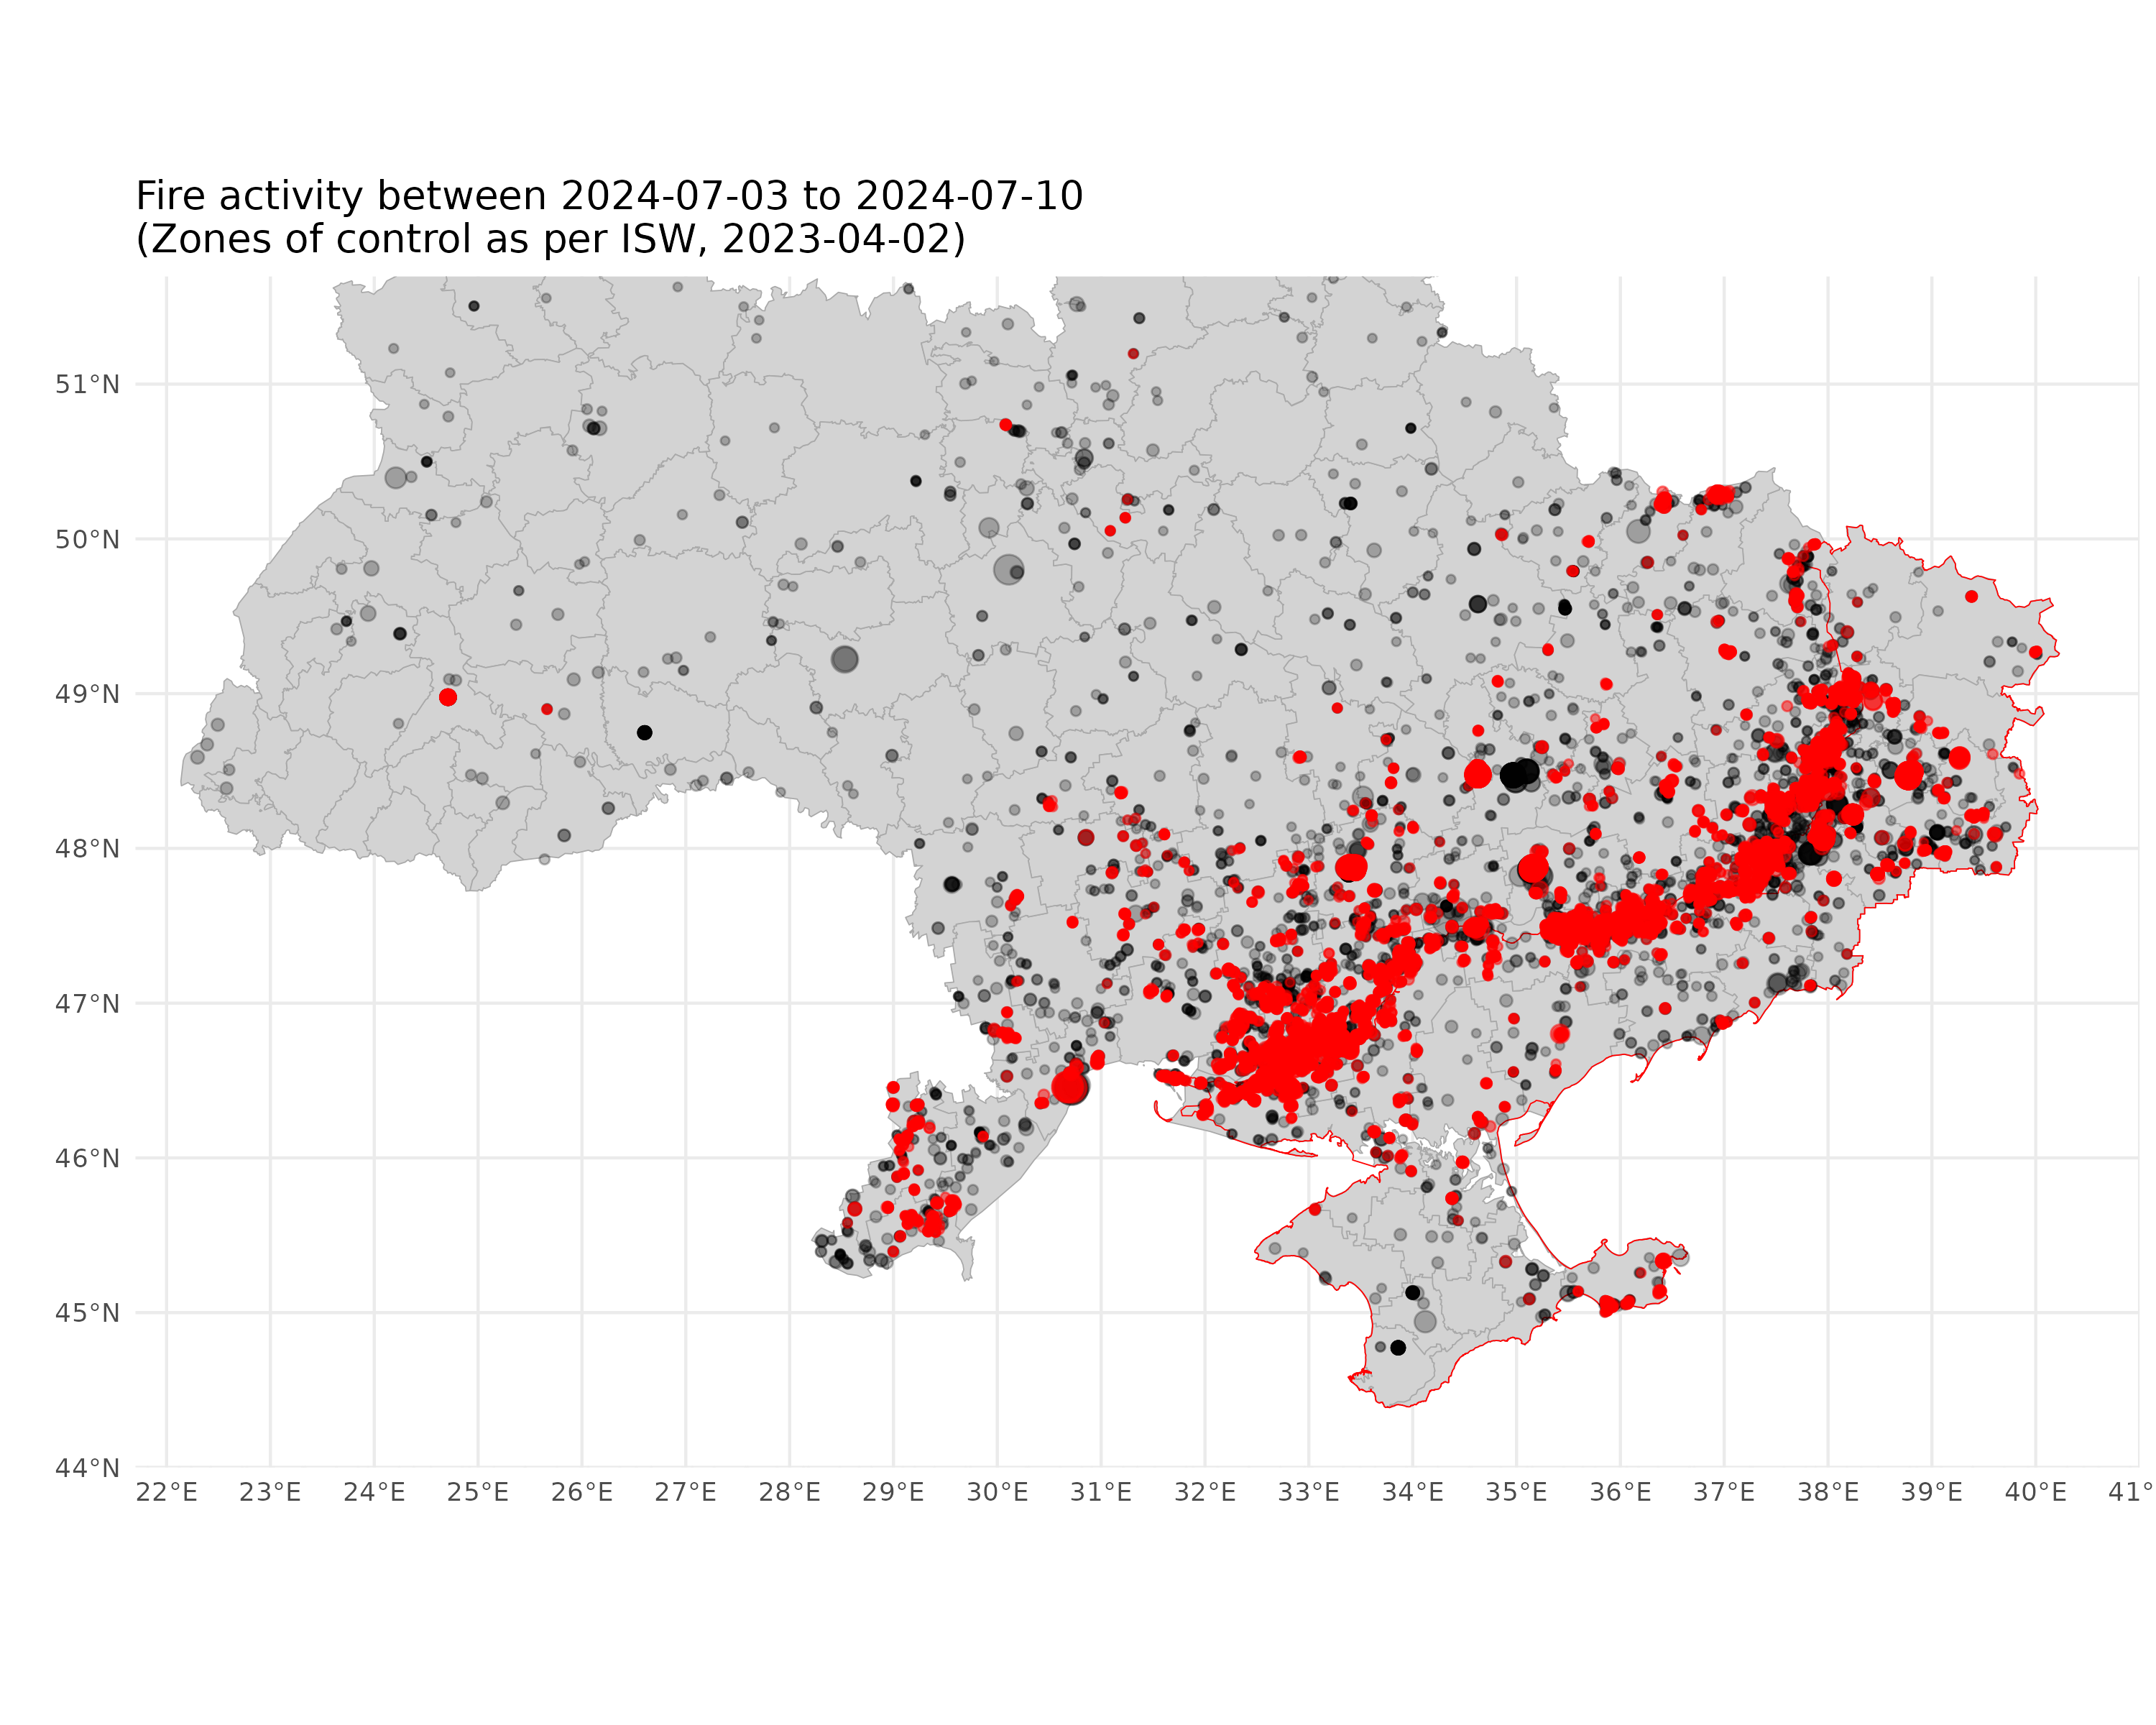 Fire activity between 2024-07-03 to 2024-07-10
(Zones of control as per ISW, 2023-04-02)
51°N
50°N
49°N
48°N
47°N
46°N
45°N
44°N
22°E 23°E 24°E 25°E 26°E 27°E 28°E 29°E 30°E 31°E 32°E 33°E 34°E 35°E 36°E 37°E 38°E 39°E 40°E 41°